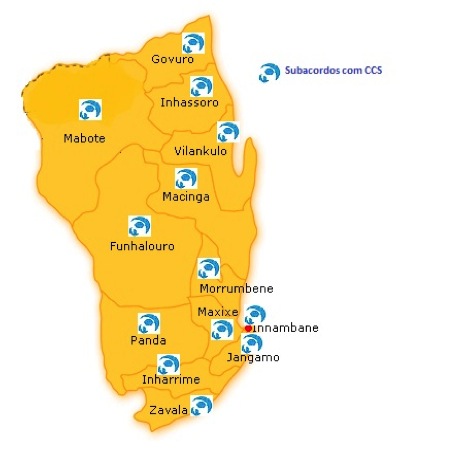 Govuro
Subacordos com CCS
Inhassoro
Mabote
Vilankulo
Macinga
Funhalouro
Morrumbene
Maxixe
Innambane
Panda
Jangamo
Inharrime
Zavala